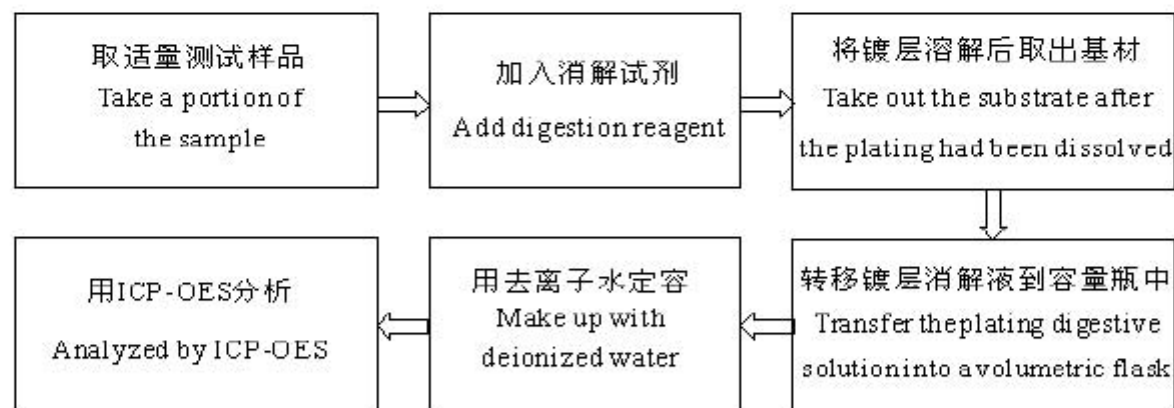 取适量测试样品
Take a portion of
the sample
加入消解试剂
Add digestion reagent
将镀层溶解后取出基材
Take out the substrate after
the plating had been dissolved
转移镀层消解液到容量瓶中
Transfer the plating digestive
solution into a volumetric flask
用去离子水定容
Make up with
deionized water
用ICP-OES分析
Analyzed by ICP-OES